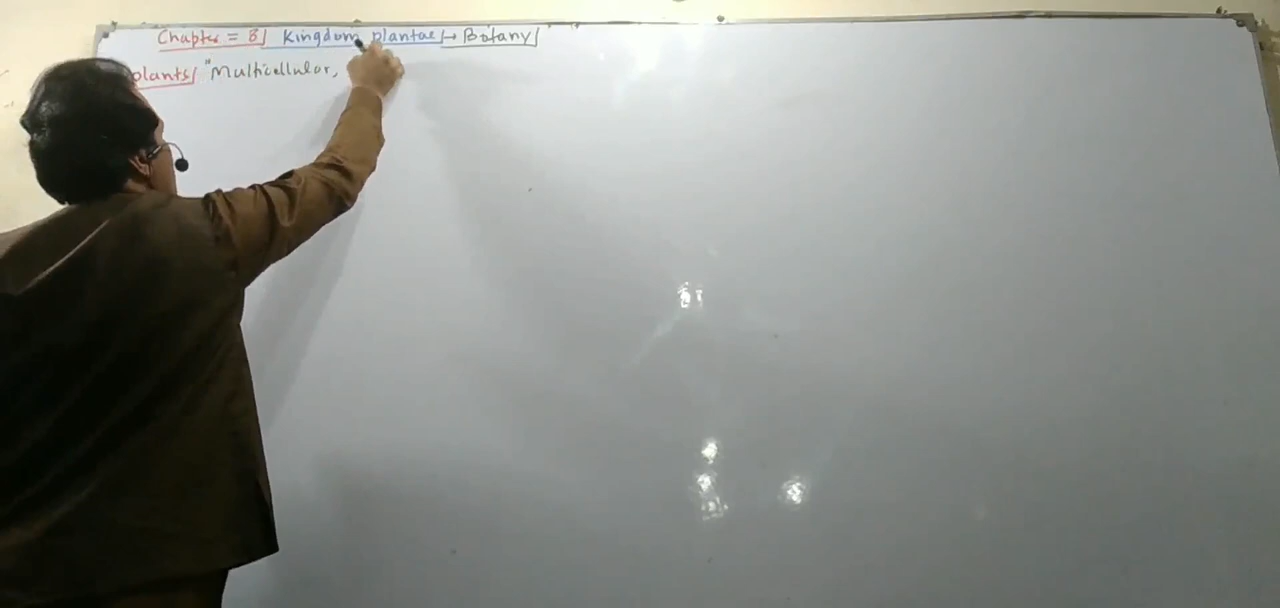 Chapter = 8/ Kingdom plantae/→ Botany/
plants/ "Multicellular,